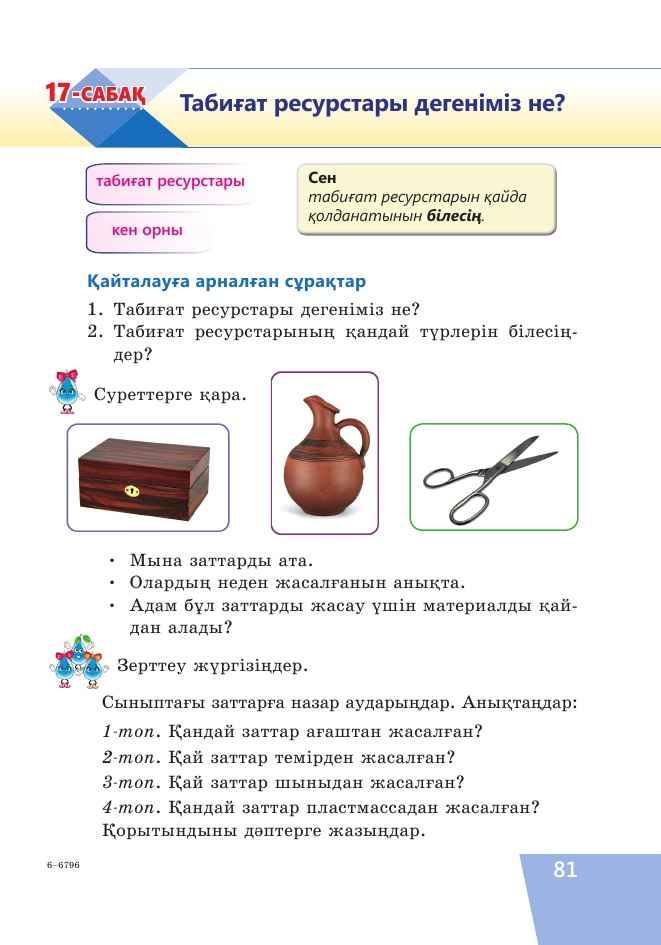 17-САБАҚ
Табиғат ресурстары дегеніміз не?
табиғат ресурстары
кен орны
Сен
табиғат ресурстарын қайда
қолданатынын білесің.
Қайталауға арналған сұрақтар
1. Табиғат ресурстары дегеніміз не?
2. Табиғат ресурстарының қандай түрлерін білесің-
дер?
Суреттерге қара.
• Мына заттарды ата.
• Олардың неден жасалғанын анықта.
• Адам бұл заттарды жасау үшін материалды қай-
дан алады?
Зерттеу жүргізіңдер.
Сыныптағы заттарға назар аударыңдар. Анықтаңдар:
1-топ. Қандай заттар ағаштан жасалған?
2-топ. Қай заттар темірден жасалған?
3-топ. Қай заттар шыныдан жасалған?
4-топ. Қандай заттар пластмассадан жасалған?
Қорытындыны дәптерге жазыңдар.
6–6796
81